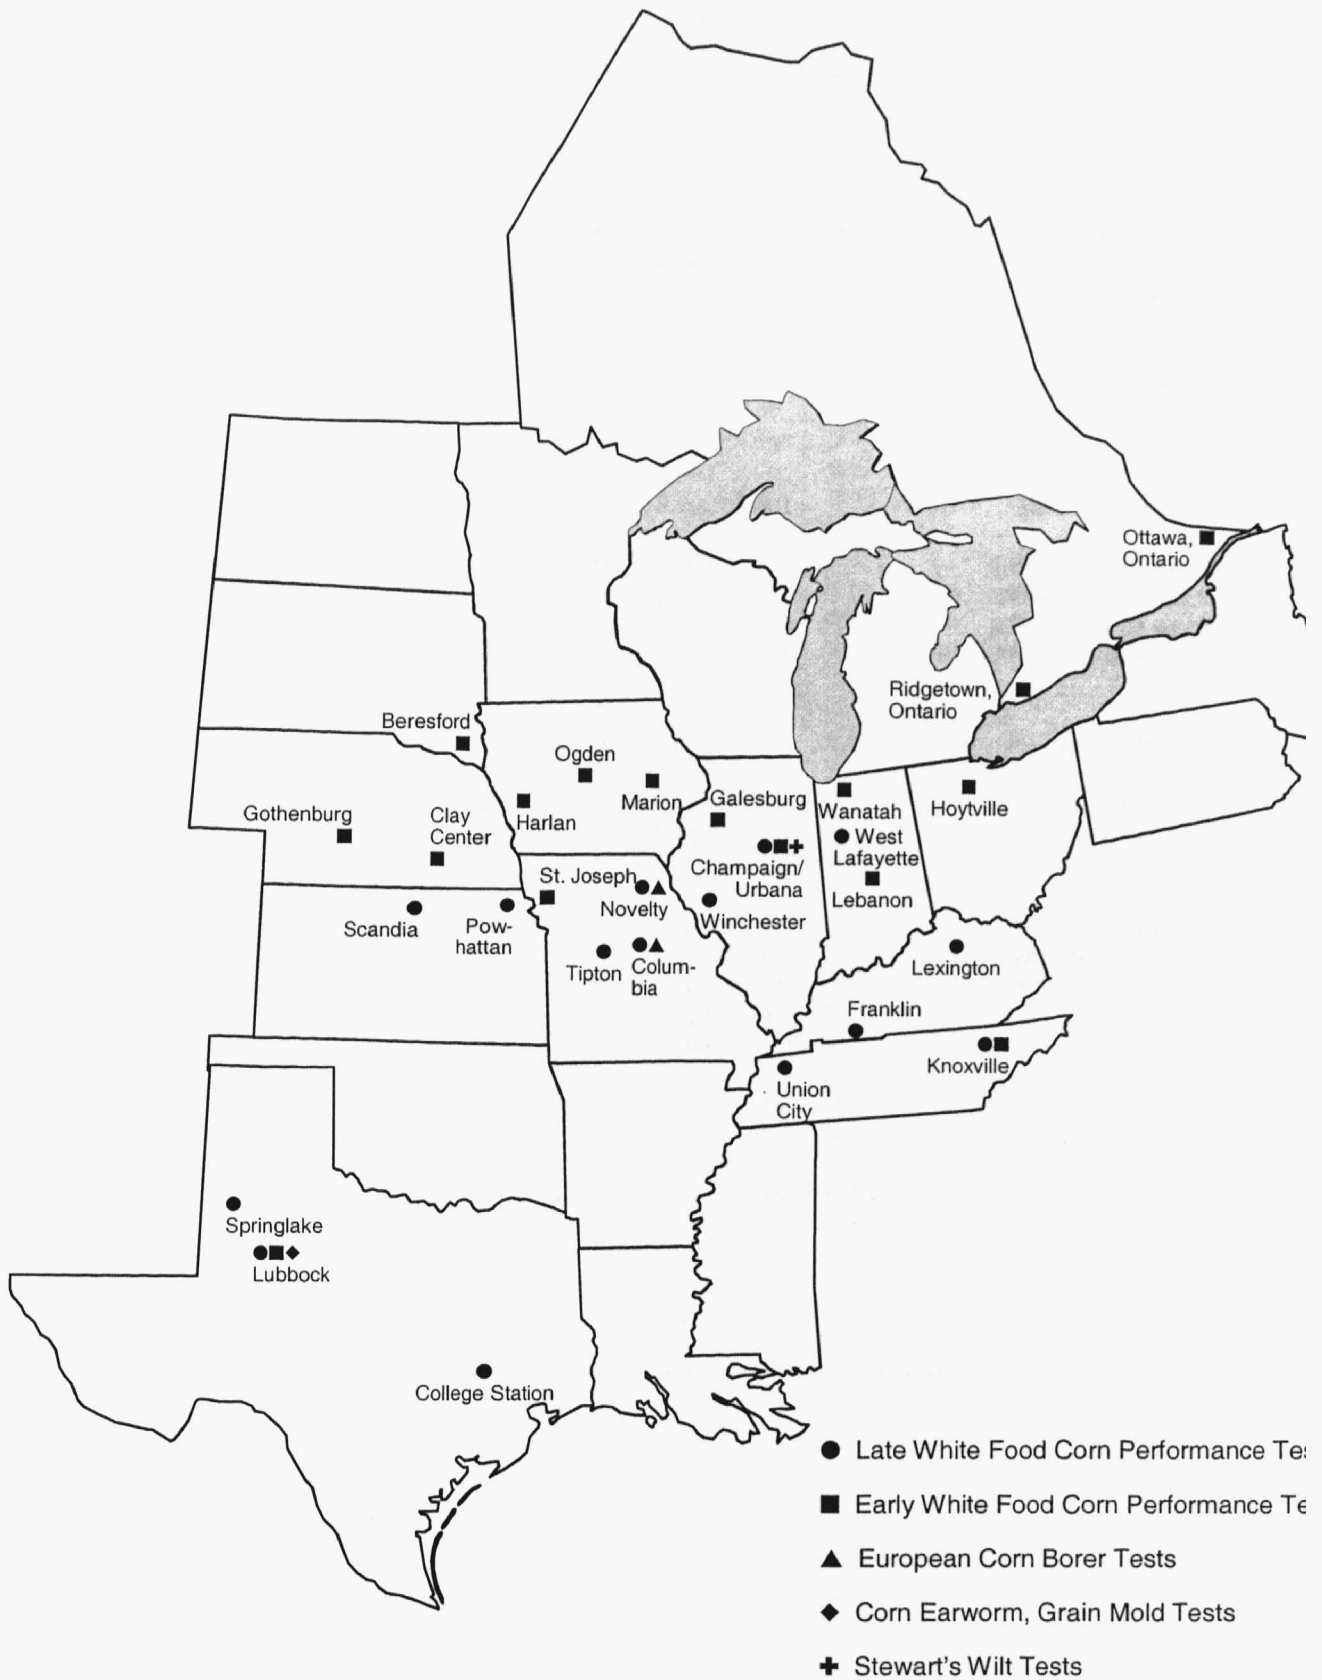 Ottawa,
Ontario
Ridgetown,
Ontario
Beresford
Ogden
Marion
Harlan
Gothenburg
Clay
Center
Galesburg
Wanatah
Hoytville
West
Lafayette
Champaign/
Urbana
Lebanon
St. Joseph
Novelty
Winchester
Scandia
Pow-
hattan
Tipton
Colum-
bia
Lexington
Franklin
Knoxville
Union
City
Springlake
Lubbock
College Station
Late White Food Corn Performance
Early White Food Corn Performance
European Corn Borer Tests
Corn Earworm, Grain Mold Tests
Stewart's Wilt Tests